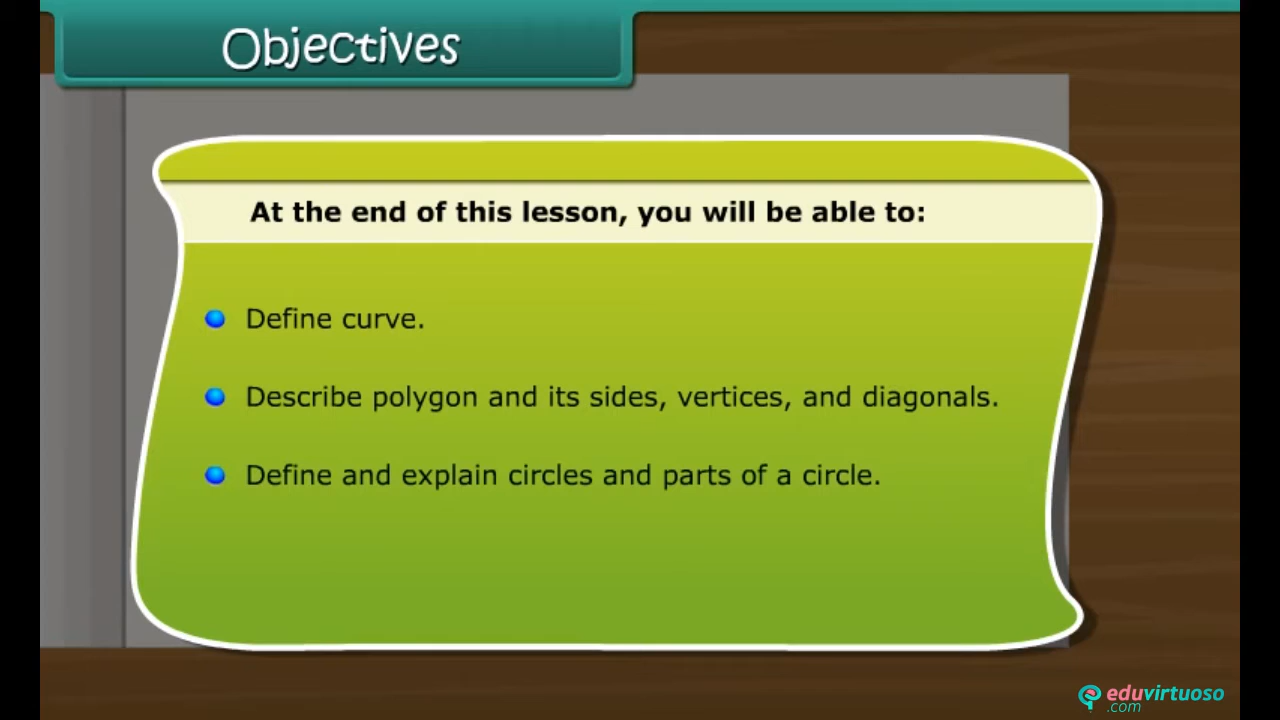 Objectives
At the end of this lesson, you will be able to:
Define curve.
Describe polygon and its sides, vertices, and diagonals.
Define and explain circles and parts of a circle.
eduvirtuoso
.com